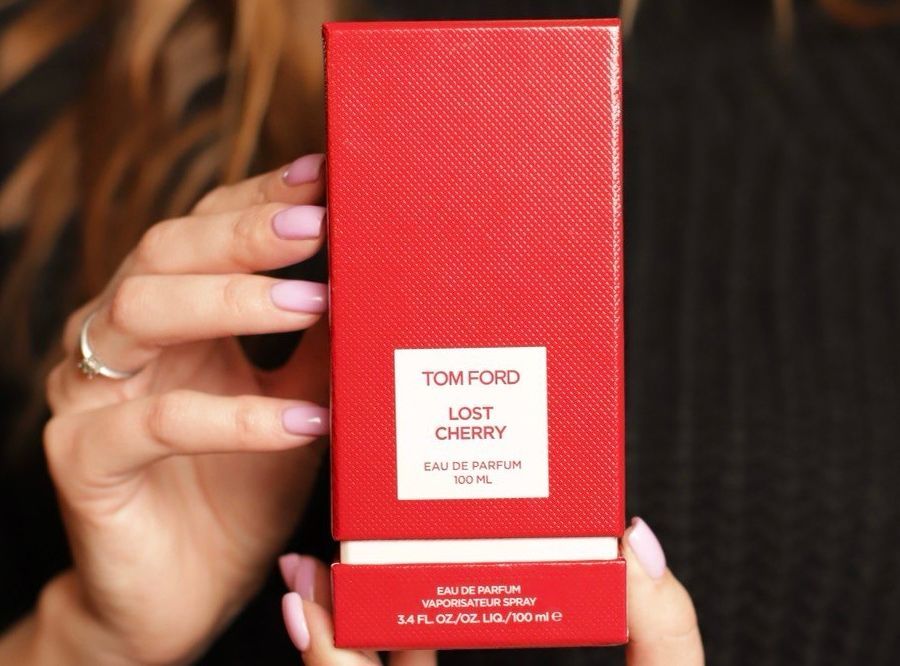 TOM FORD
LOST
CHERRY
EAU DE PARFUM
100 ML
EAU DE PARFUM
VAPORISATEUR SPRAY
3.4 FL. OZ./OZ. LIQ./100 ml ℮